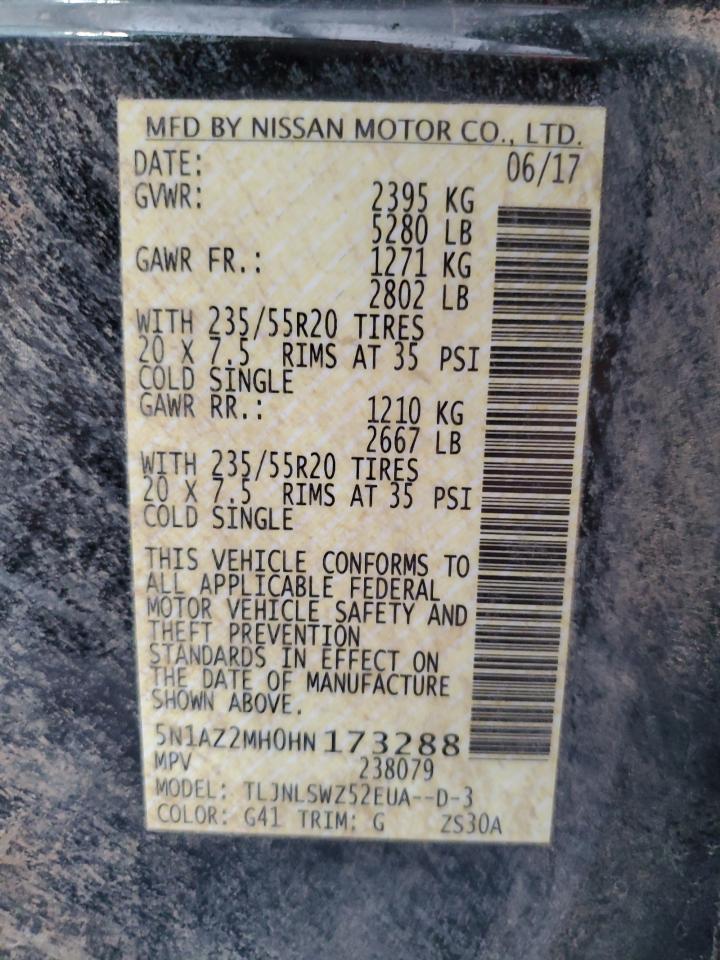 MFD BY NISSAN MOTOR CO., LTD.
DATE: 06/17
GVWR: 2395 KG
5280 LB
GAWR FR.: 1271 KG
2802 LB
WITH 235/55R20 TIRES
20 X 7.5 RIMS AT 35 PSI
COLD SINGLE
GAWR RR.: 1210 KG
2667 LB
WITH 235/55R20 TIRES
20 X 7.5 RIMS AT 35 PSI
COLD SINGLE
THIS VEHICLE CONFORMS TO
ALL APPLICABLE FEDERAL
MOTOR VEHICLE SAFETY AND
THEFT PREVENTION
STANDARDS IN EFFECT ON
THE DATE OF MANUFACTURE
SHOWN ABOVE.
5N1AZ2MH0HN173288
MPV 238079
MODEL: TLJNLSWZ52EUA--D-3
COLOR: G41 TRIM: G ZS30A